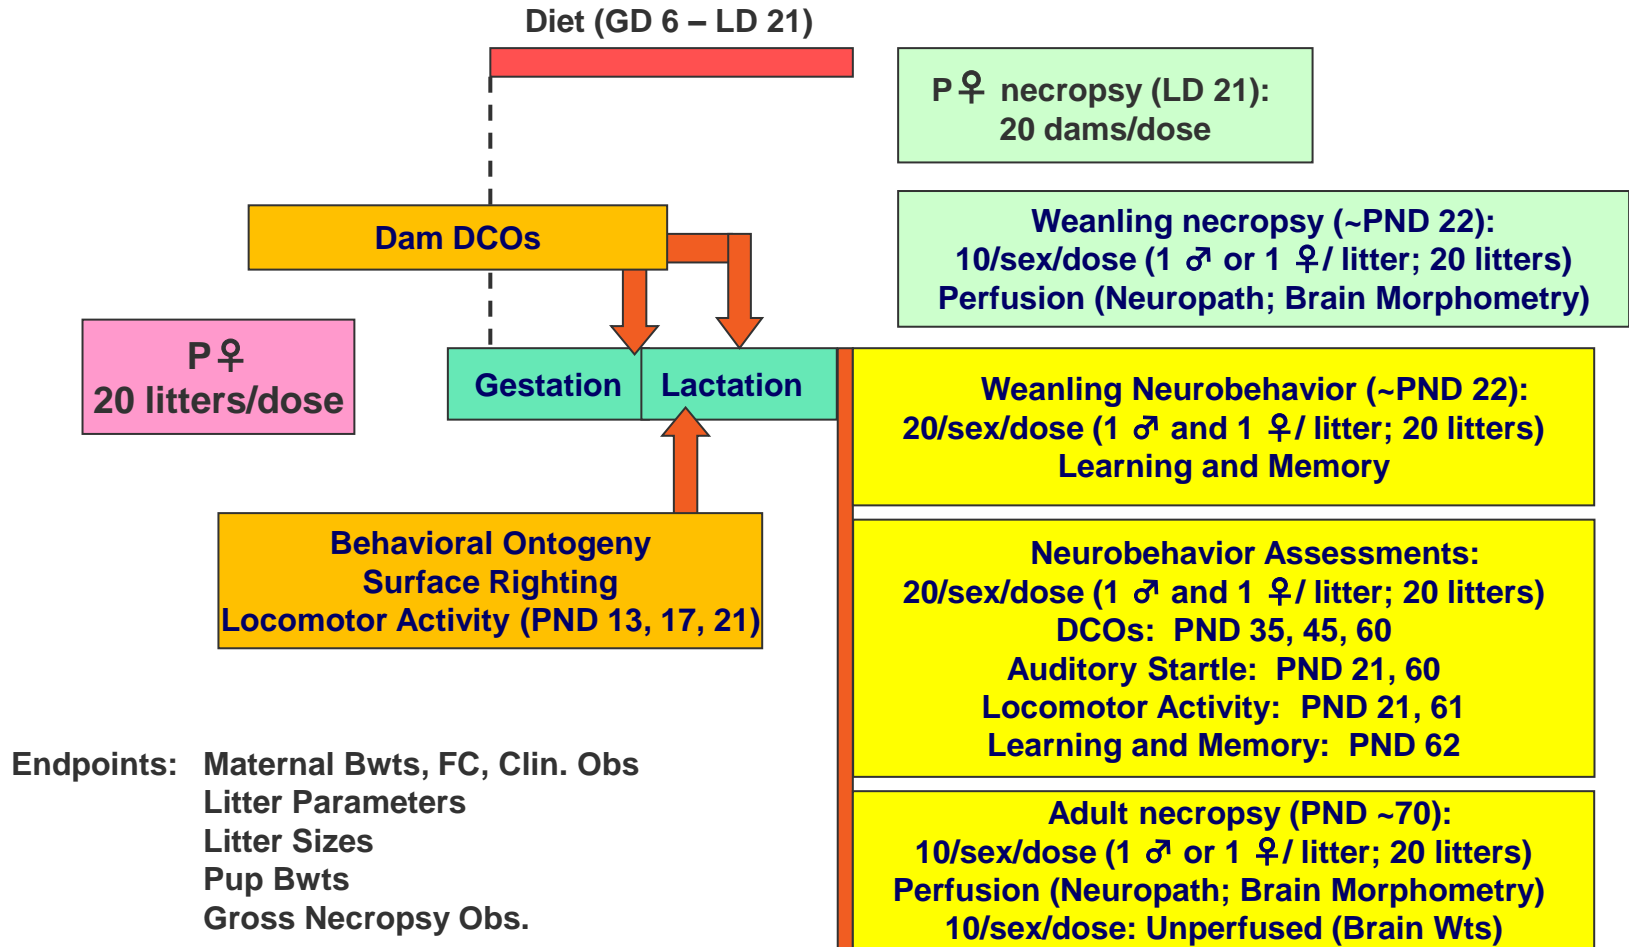 Diet (GD 6 – LD 21)
P♀ necropsy (LD 21):
20 dams/dose
Dam DCOs
Weanling necropsy (~PND 22):
10/sex/dose (1 ♂ or 1 ♀/ litter; 20 litters)
Perfusion (Neuropath; Brain Morphometry)
P♀
20 litters/dose
Gestation
Lactation
Weanling Neurobehavior (~PND 22):
20/sex/dose (1 ♂ and 1 ♀/ litter; 20 litters)
Learning and Memory
Behavioral Ontogeny
Surface Righting
Locomotor Activity (PND 13, 17, 21)
Neurobehavior Assessments:
20/sex/dose (1 ♂ and 1 ♀/ litter; 20 litters)
DCOs: PND 35, 45, 60
Auditory Startle: PND 21, 60
Locomotor Activity: PND 21, 61
Learning and Memory: PND 62
Endpoints: Maternal Bwts, FC, Clin. Obs
Litter Parameters
Litter Sizes
Pup Bwts
Gross Necropsy Obs.
Adult necropsy (PND ~70):
10/sex/dose (1 ♂ or 1 ♀/ litter; 20 litters)
Perfusion (Neuropath; Brain Morphometry)
10/sex/dose: Unperfused (Brain Wts)